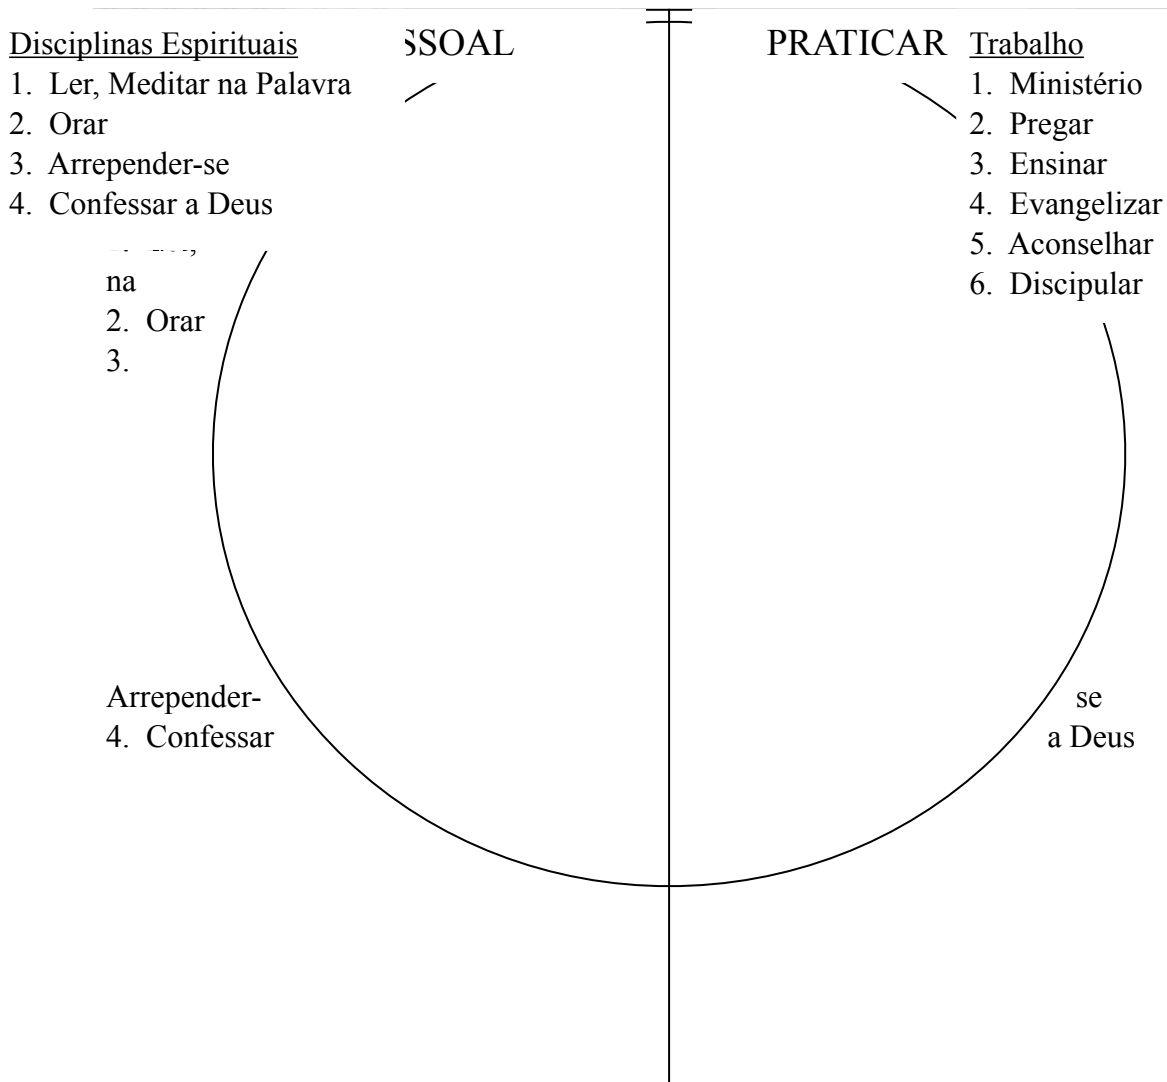 Disciplinas Espirituais
1. Ler, Meditar na Palavra
2. Orar
3. Arrepender-se
4. Confessar a Deus
SSOAL
PRATICAR
Trabalho
1. Ministério
2. Pregar
3. Ensinar
4. Evangelizar
5. Aconselhar
6. Discipular
na
2. Orar
3.
Arrepender- se
4. Confessar a Deus